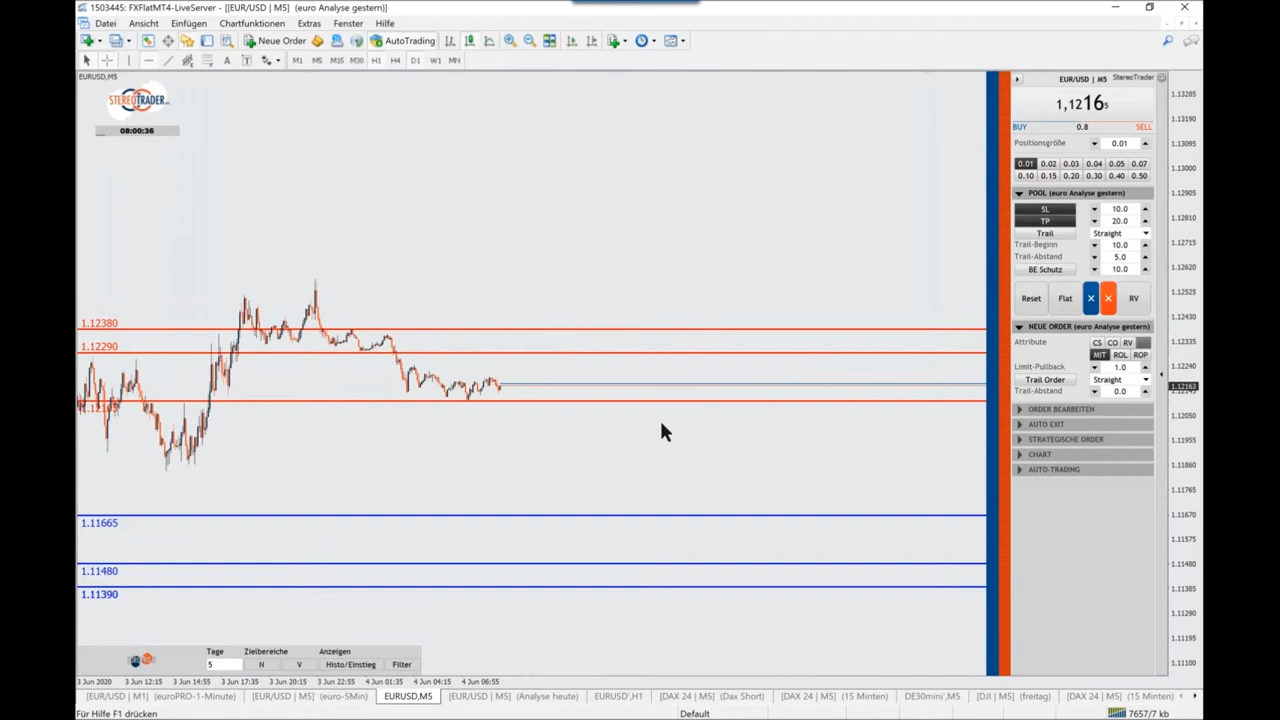 1503445: FXFlatMT4-LiveServer - [[EUR/USD | M5] (euro Analyse gestern)]
Datei Ansicht Einfügen Chartfunktionen Extras Fenster Hilfe
Neue Order AutoTrading
A T M1 M5 M15 M30 H1 H4 D1 W1 MN
EURUSD,M5
STEREOTRADER
08:00:36
1.12380
1.12290
1.11665
1.11480
1.11390
EUR/USD | M5 StereoTrader
1,12165
BUY 0.8 SELL
Positionsgröße 0.01
0.01 0.02 0.03 0.04 0.05 0.07
0.10 0.15 0.20 0.30 0.40 0.50
POOL (euro Analyse gestern)
SL 10.0
TP 20.0
Trail Straight
Trail-Beginn 10.0
Trail-Abstand 5.0
BE Schutz 10.0
Reset Flat × × RV
NEUE ORDER (euro Analyse gestern)
Attribute CS CO RV
MIT ROL ROP
Limit-Pullback 1.0
Trail Order Straight
Trail-Abstand 0.0
ORDER BEARBEITEN
AUTO EXIT
STRATEGISCHE ORDER
CHART
AUTO-TRADING
1.13285
1.13190
1.13095
1.13000
1.12905
1.12810
1.12715
1.12620
1.12525
1.12430
1.12335
1.12240
1.12163
1.12050
1.11955
1.11860
1.11765
1.11670
1.11575
1.11480
1.11385
1.11290
1.11195
1.11100
Tage Zielbereiche Anzeigen
5 N V Histo/Einstieg Filter
3 Jun 2020 3 Jun 12:15 3 Jun 14:55 3 Jun 17:35 3 Jun 20:15 3 Jun 22:55 4 Jun 01:35 4 Jun 04:15 4 Jun 06:55
[EUR/USD | M1] (euroPRO-1-Minute) [EUR/USD | M5] (euro-5Min) EURUSD,M5 [EUR/USD | M5] (Analyse heute) EURUSD',H1 [DAX 24 | M5] (Dax Short) [DAX 24 | M5] (15 Minten) DE30mini',M5 [DJI | M5] (freitag) [DAX 24 | M5] (15 Minten)
Für Hilfe F1 drücken Default 7657/7 kb